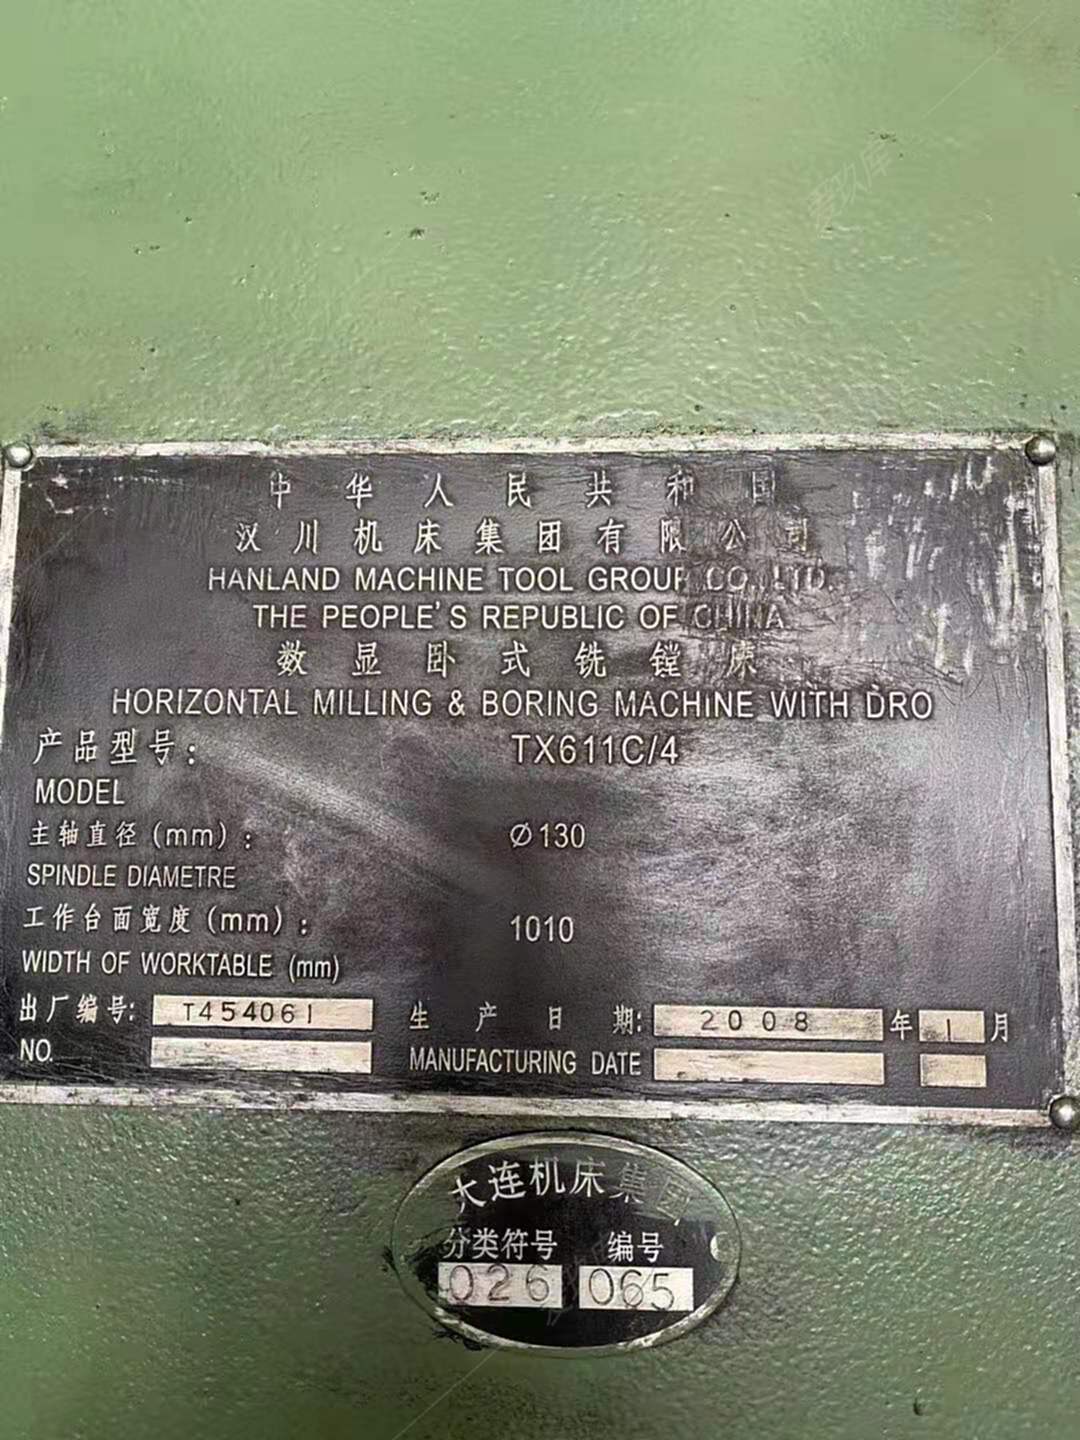 中华人民共和国
汉川机床集团有限公司
HANLAND MACHINE TOOL GROUP CO., LTD.
THE PEOPLE'S REPUBLIC OF CHINA
数显卧式铣镗床
HORIZONTAL MILLING & BORING MACHINE WITH DRO
产品型号: TX611C/4
MODEL
主轴直径(mm): Ø130
SPINDLE DIAMETRE
工作台面宽度(mm): 1010
WIDTH OF WORKTABLE (mm)
出厂编号: T454061 生产日期: 2008年1月
NO. MANUFACTURING DATE
大连机床集团
分类符号 编号
026 065